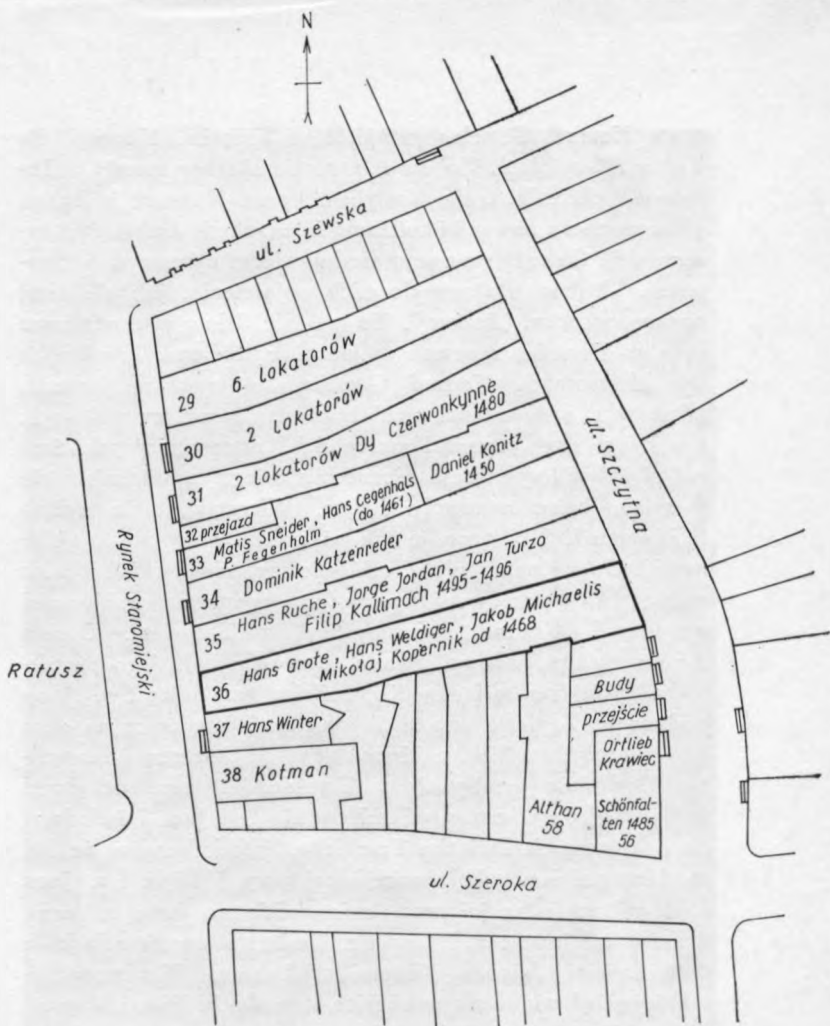 N
ul. Szewska
29 6 lokatorów
30 2 lokatorów
31 2 lokatorów Dy Czerwonkynne
1480
32 przejazd
33 Matis Sneider, Hans Cegenhals
P. Fegenholm (do 1461)
Daniel Konitz
1450
34 Dominik Katzenreder
35 Hans Ruche, Jorge Jordan, Jan Turzo
Filip Kallimach 1495-1496
36 Hans Grote, Hans Weldiger, Jakob Michaelis
Mikołaj Kopernik od 1468
37 Hans Winter
38 Kotman
ul. Szczytna
Rynek Staromiejski
Ratusz
Budy
przejście
Ortlieb
Krawiec
Althan
58
Schönfal-
ten 1485
56
ul. Szeroka